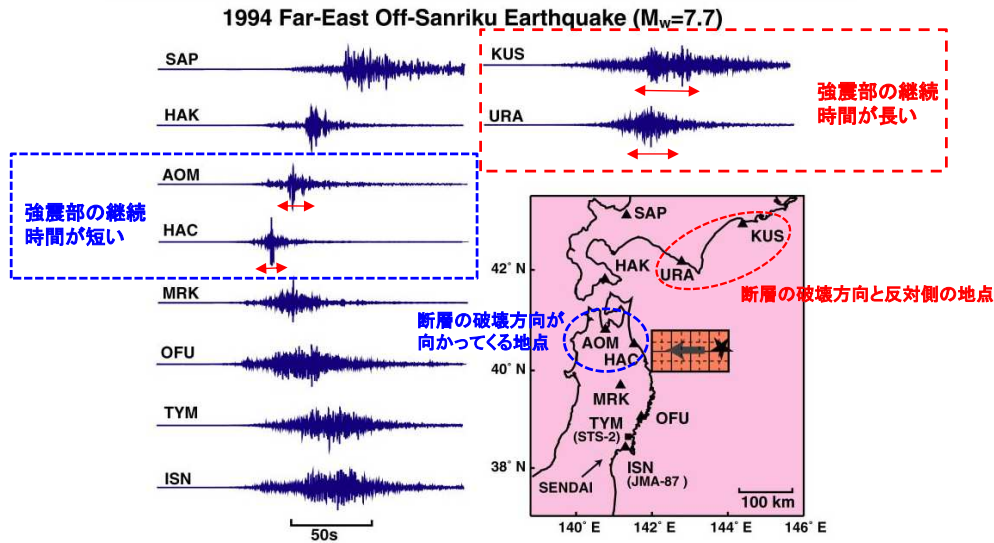 1994 Far-East Off-Sanriku Earthquake (Mw=7.7)
SAP
HAK
AOM
HAC
MRK
OFU
TYM
ISN
強震部の継続
時間が短い
50s
KUS
URA
強震部の継続
時間が長い
SAP
KUS
HAK
URA
42° N
断層の破壊方向と反対側の地点
断層の破壊方向が
向かってくる地点
AOM
HAC
40° N
MRK
OFU
TYM
(STS-2)
38° N
ISN
(JMA-87 )
SENDAI
100 km
140° E
142° E
144° E
146° E